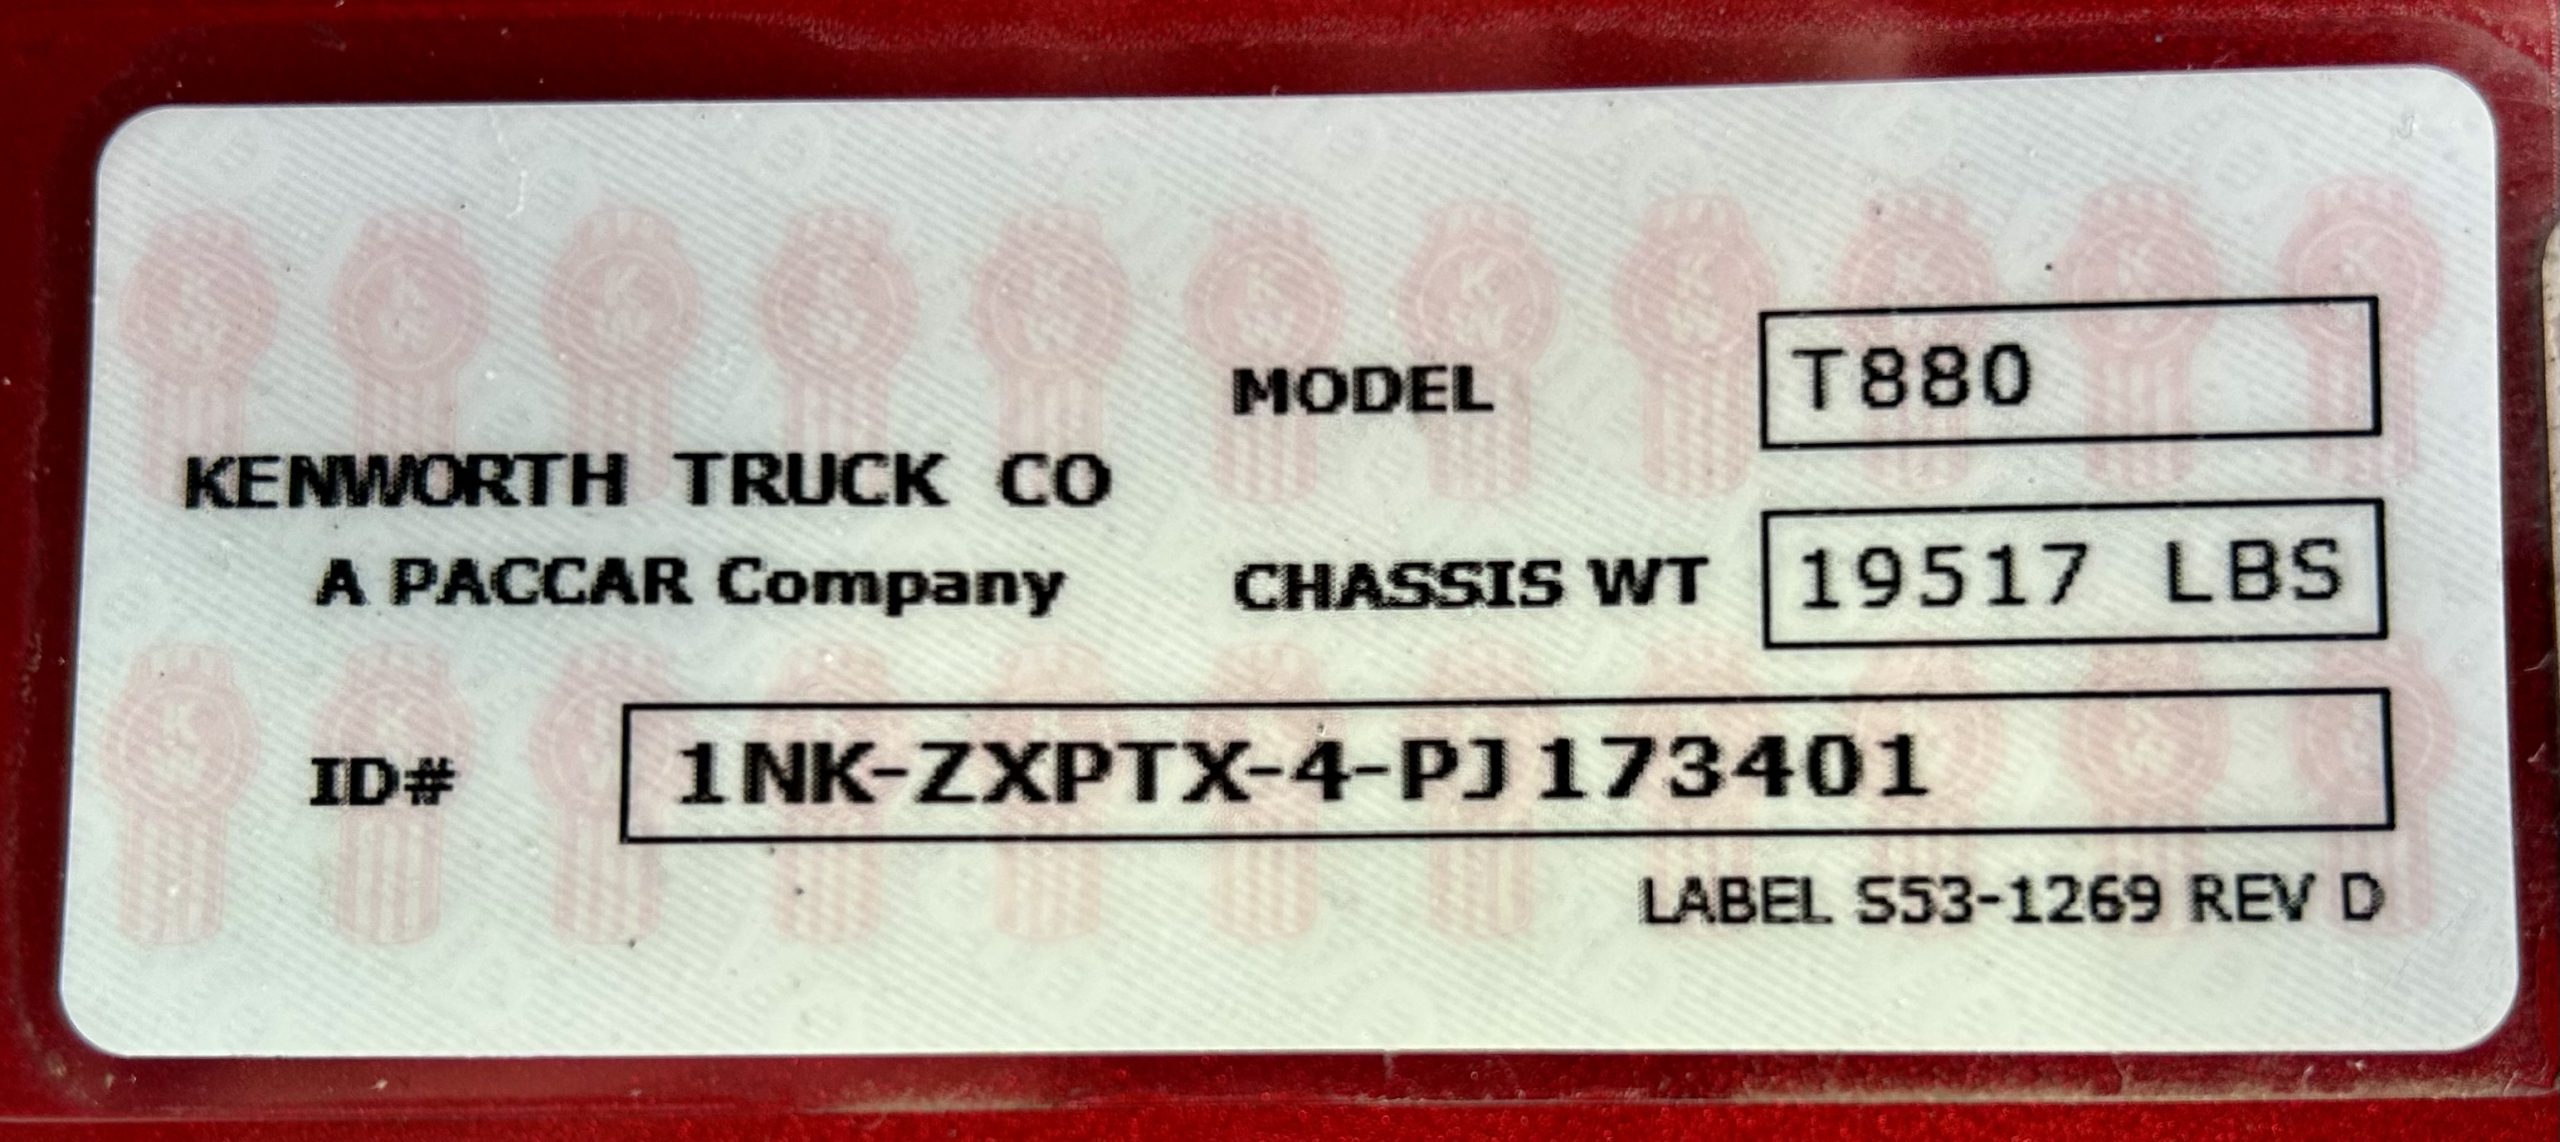 MODEL T880
KENWORTH TRUCK CO
A PACCAR Company
CHASSIS WT 19517 LBS
ID# 1NK-ZXPTX-4-PJ173401
LABEL S53-1269 REV D